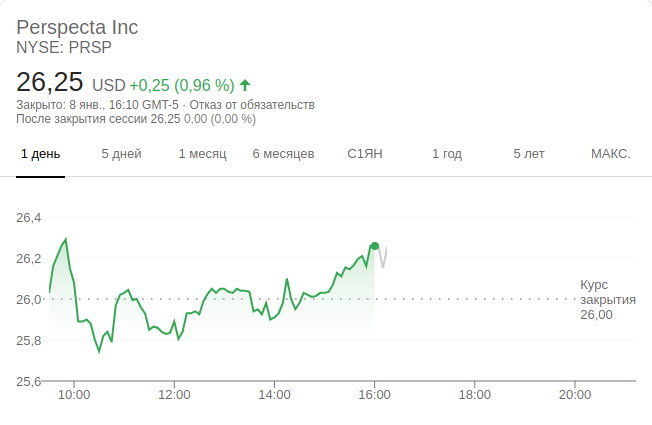 Perspecta Inc
NYSE: PRSP
26,25 USD +0,25 (0,96 %)
Закрыто: 8 янв., 16:10 GMT-5 · Отказ от обязательств
После закрытия сессии 26,25 0,00 (0,00 %)
1 день 5 дней 1 месяц 6 месяцев С1ЯН 1 год 5 лет МАКС.
26,4
26,2
26,0
25,8
25,6
Курс
закрытия
26,00
10:00 12:00 14:00 16:00 18:00 20:00